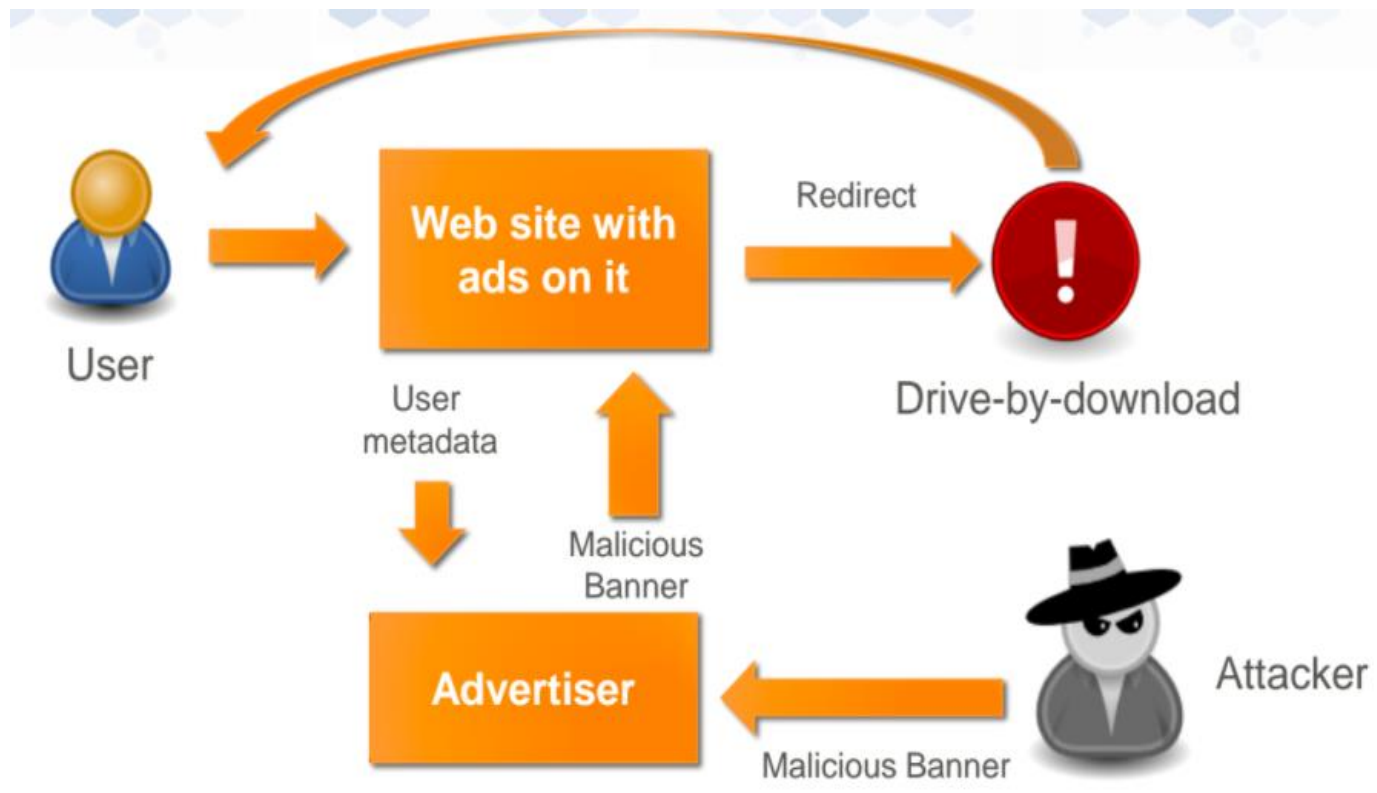 Web site with
ads on it
Redirect
User
Drive-by-download
User
metadata
Malicious
Banner
Advertiser
Attacker
Malicious Banner